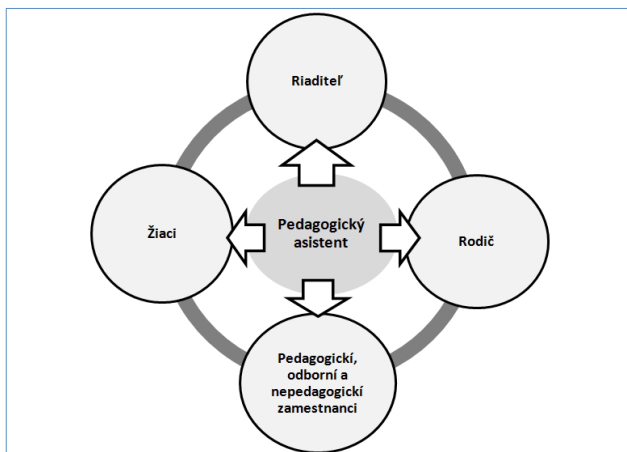 Riaditeľ
Pedagogický
asistent
Žiaci
Rodič
Pedagogickí,
odborní a
nepedagogickí
zamestnanci